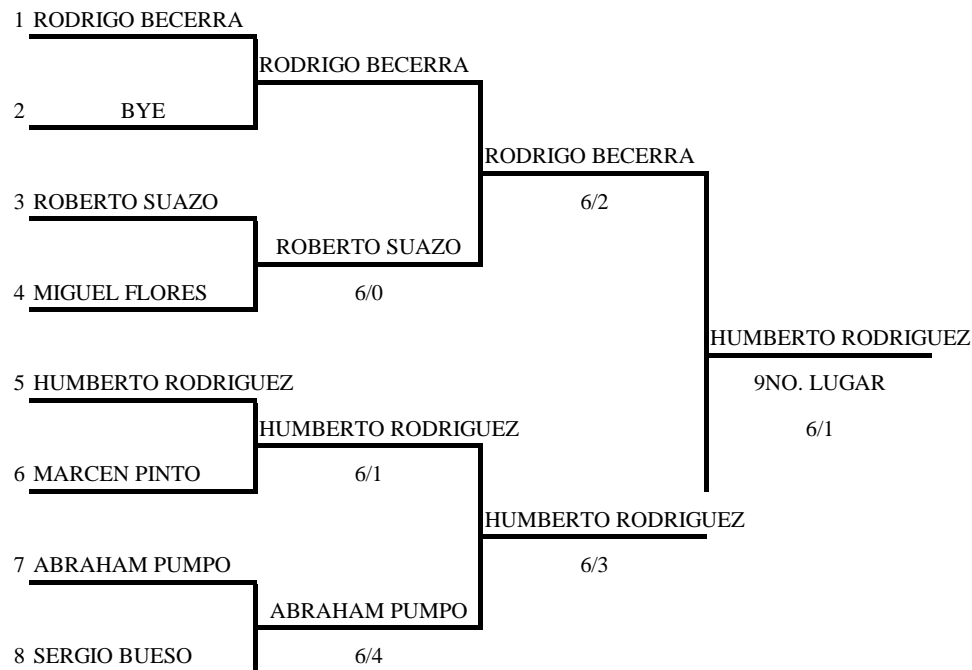 1 RODRIGO BECERRA
RODRIGO BECERRA
2 BYE
RODRIGO BECERRA
3 ROBERTO SUAZO
6/2
ROBERTO SUAZO
4 MIGUEL FLORES
6/0
HUMBERTO RODRIGUEZ
5 HUMBERTO RODRIGUEZ
9NO. LUGAR
HUMBERTO RODRIGUEZ
6/1
6 MARCEN PINTO
6/1
HUMBERTO RODRIGUEZ
7 ABRAHAM PUMPO
6/3
ABRAHAM PUMPO
8 SERGIO BUESO
6/4